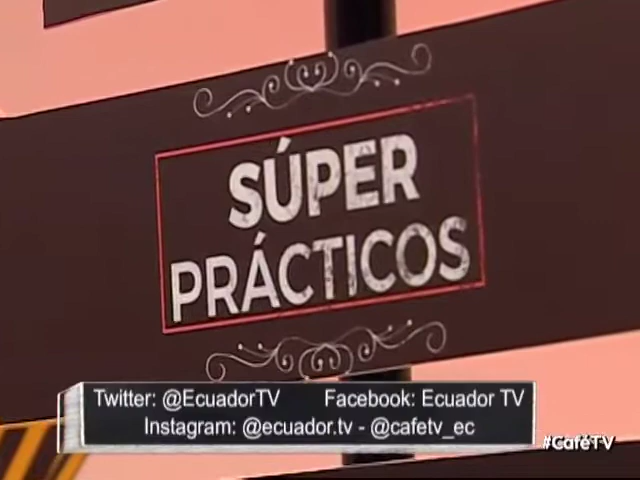 SÚPER
PRÁCTICOS
Twitter: @EcuadorTV Facebook: Ecuador TV
Instagram: @ecuador.tv - @cafetv_ec
#CaféTV